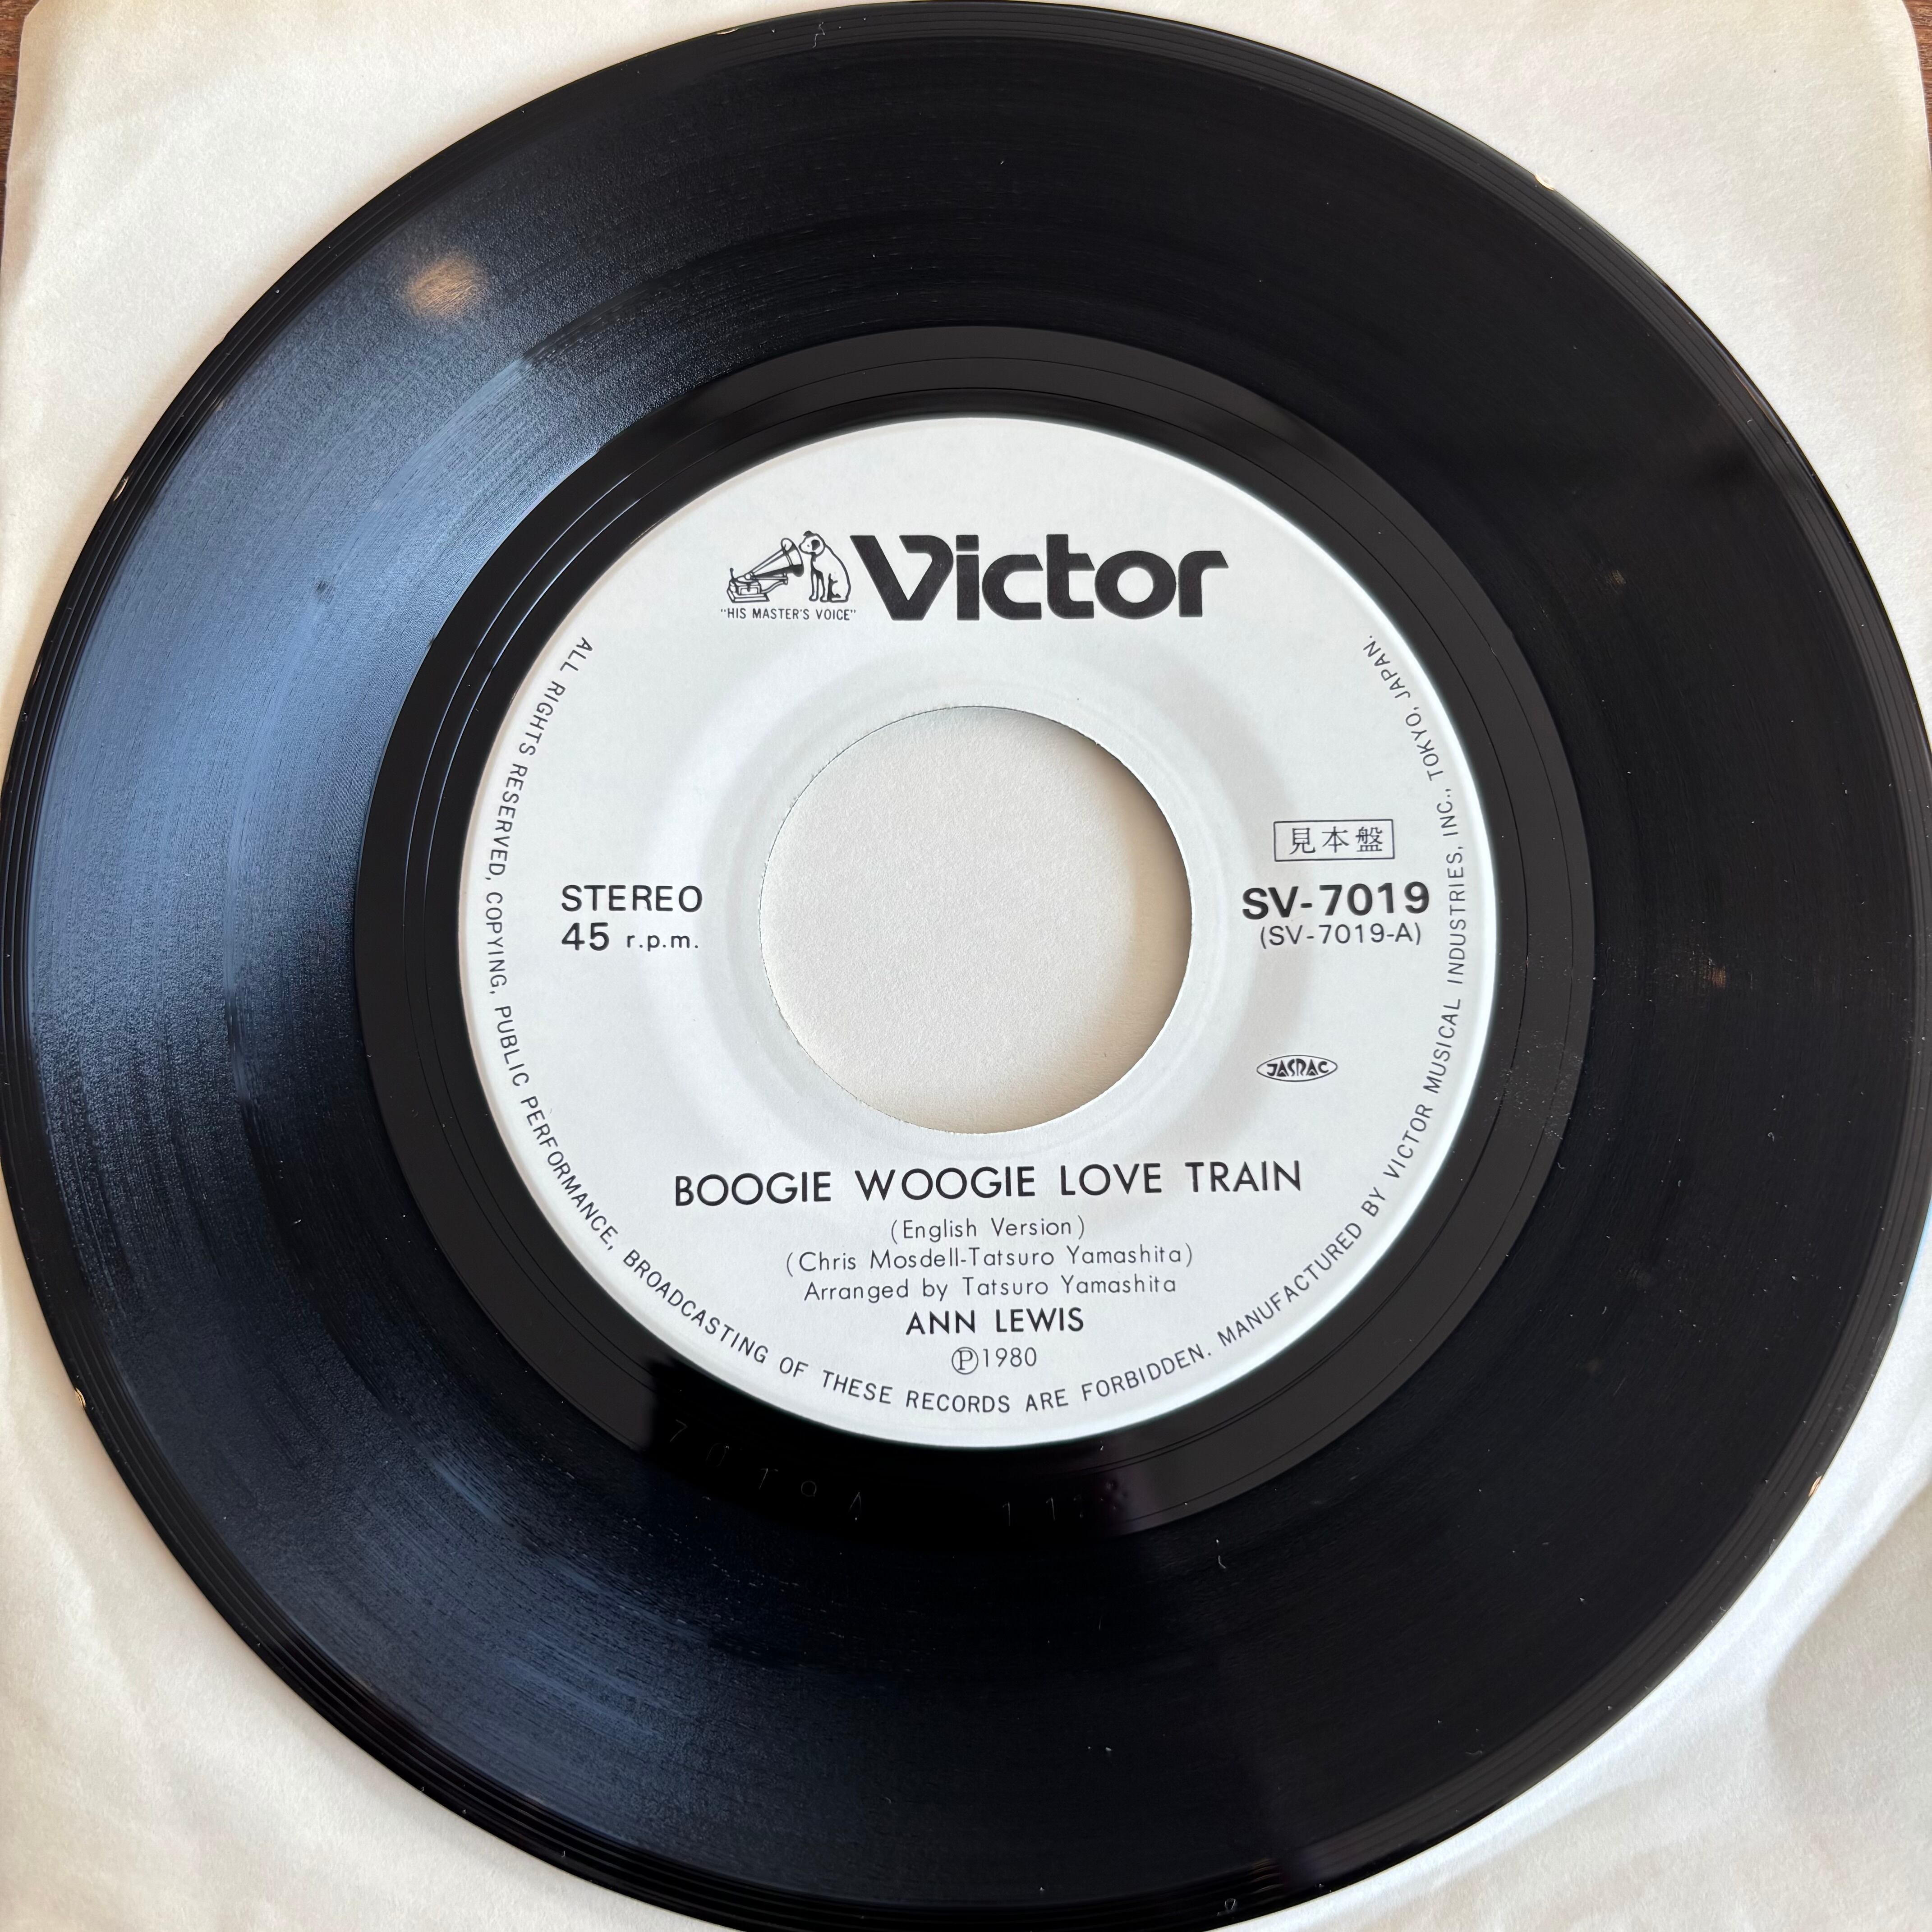 "HIS MASTER'S VOICE"
Victor
見本盤
STEREO
45 r.p.m.
SV-7019
(SV-7019-A)
JASRAC
BOOGIE WOOGIE LOVE TRAIN
(English Version)
(Chris Mosdell-Tatsuro Yamashita)
Arranged by Tatsuro Yamashita
ANN LEWIS
Ⓟ1980
ALL RIGHTS RESERVED, COPYING, PUBLIC PERFORMANCE, BROADCASTING OF THESE RECORDS ARE FORBIDDEN. MANUFACTURED BY VICTOR MUSICAL INDUSTRIES, INC., TOKYO, JAPAN.
7019A